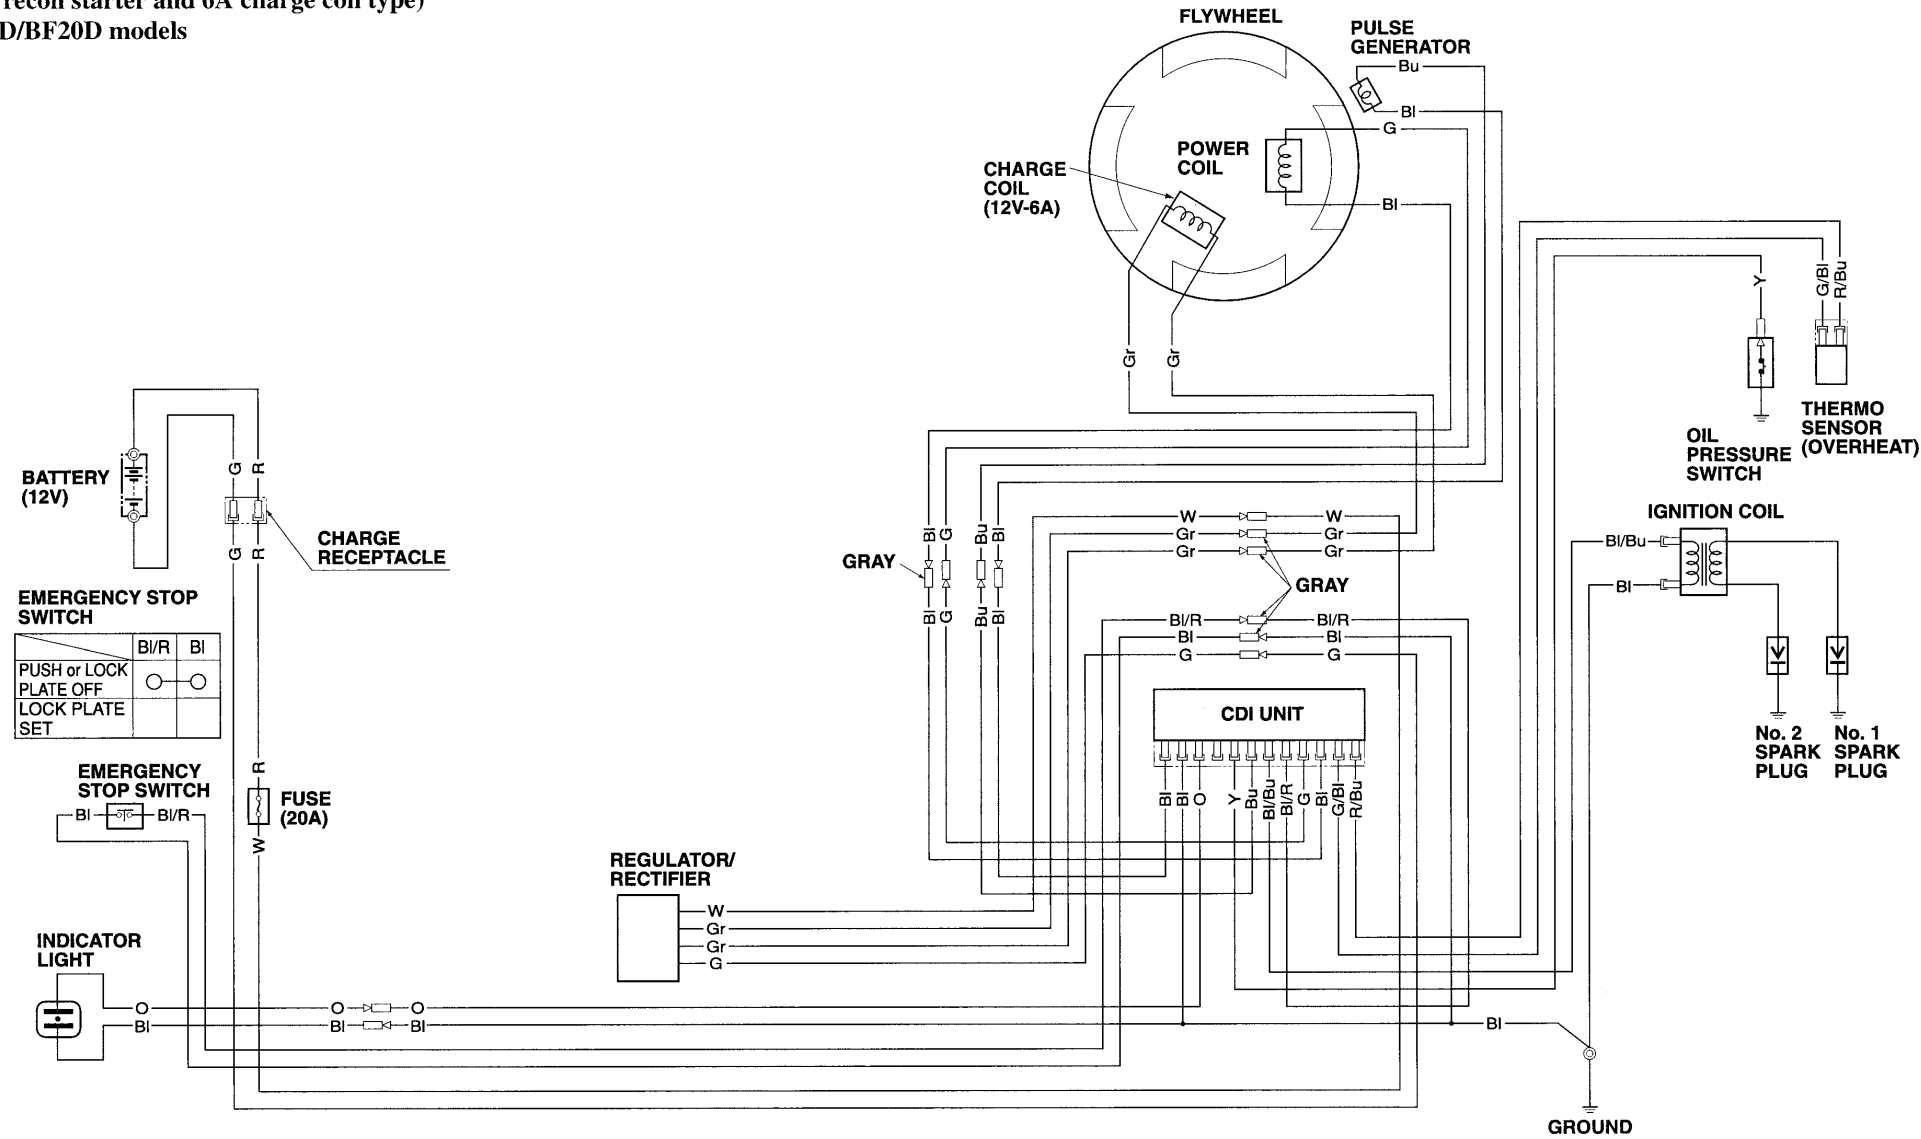 recon starter and 6A charge coil type)
D/BF20D models
FLYWHEEL
PULSE
GENERATOR
Bu
Bl
G
POWER
COIL
CHARGE
COIL
(12V-6A)
Bl
Gr
Gr
Y
G/Bl
R/Bu
THERMO
SENSOR
(OVERHEAT)
OIL
PRESSURE
SWITCH
BATTERY
(12V)
G
R
CHARGE
RECEPTACLE
G
R
IGNITION COIL
Bl/Bu
Bl
Bl
G
Bu
Bl
GRAY
Bl
G
Bu
Bl
W
W
Gr
Gr
Gr
Gr
GRAY
Bl/R
Bl/R
Bl
Bl
G
G
EMERGENCY STOP
SWITCH
Bl/R
Bl
PUSH or LOCK
PLATE OFF
LOCK PLATE
SET
CDI UNIT
No. 2
SPARK
PLUG
No. 1
SPARK
PLUG
EMERGENCY
STOP SWITCH
Bl
Bl/R
R
FUSE
(20A)
W
Bl
Bl
O
Y
Bu
Bl/Bu
Bl/R
G
Bl
G/Bl
R/Bu
REGULATOR/
RECTIFIER
W
Gr
Gr
G
INDICATOR
LIGHT
O
O
O
Bl
Bl
Bl
Bl
GROUND